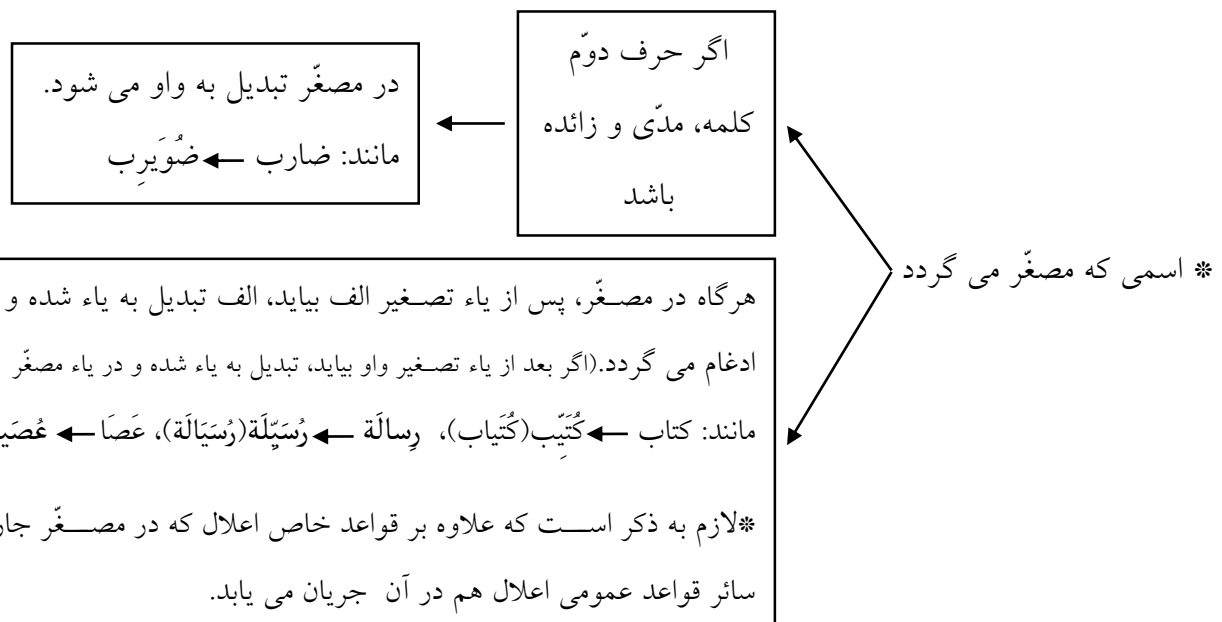 * اسمی که مصغّر می گردد
اگر حرف دوّم
کلمه، مدّی و زائده
باشد
در مصغّر تبدیل به واو می شود.
مانند: ضارب ← ضُوَیرِب
هرگاه در مصغّر، پس از یاء تصغیر الف بیاید، الف تبدیل به یاء شده و
ادغام می گردد.(اگر بعد از یاء تصغیر واو بیاید، تبدیل به یاء شده و در یاء مصغّر
مانند: کتاب ← کُتَیِّب(کُتَیاب)، رِسالَة ← رُسَیِّلَة(رُسَیَالَة)، عَصَا ←
*لازم به ذکر است که علاوه بر قواعد خاص اعلال که در مصغّر
سائر قواعد عمومی اعلال هم در آن جریان می یابد.